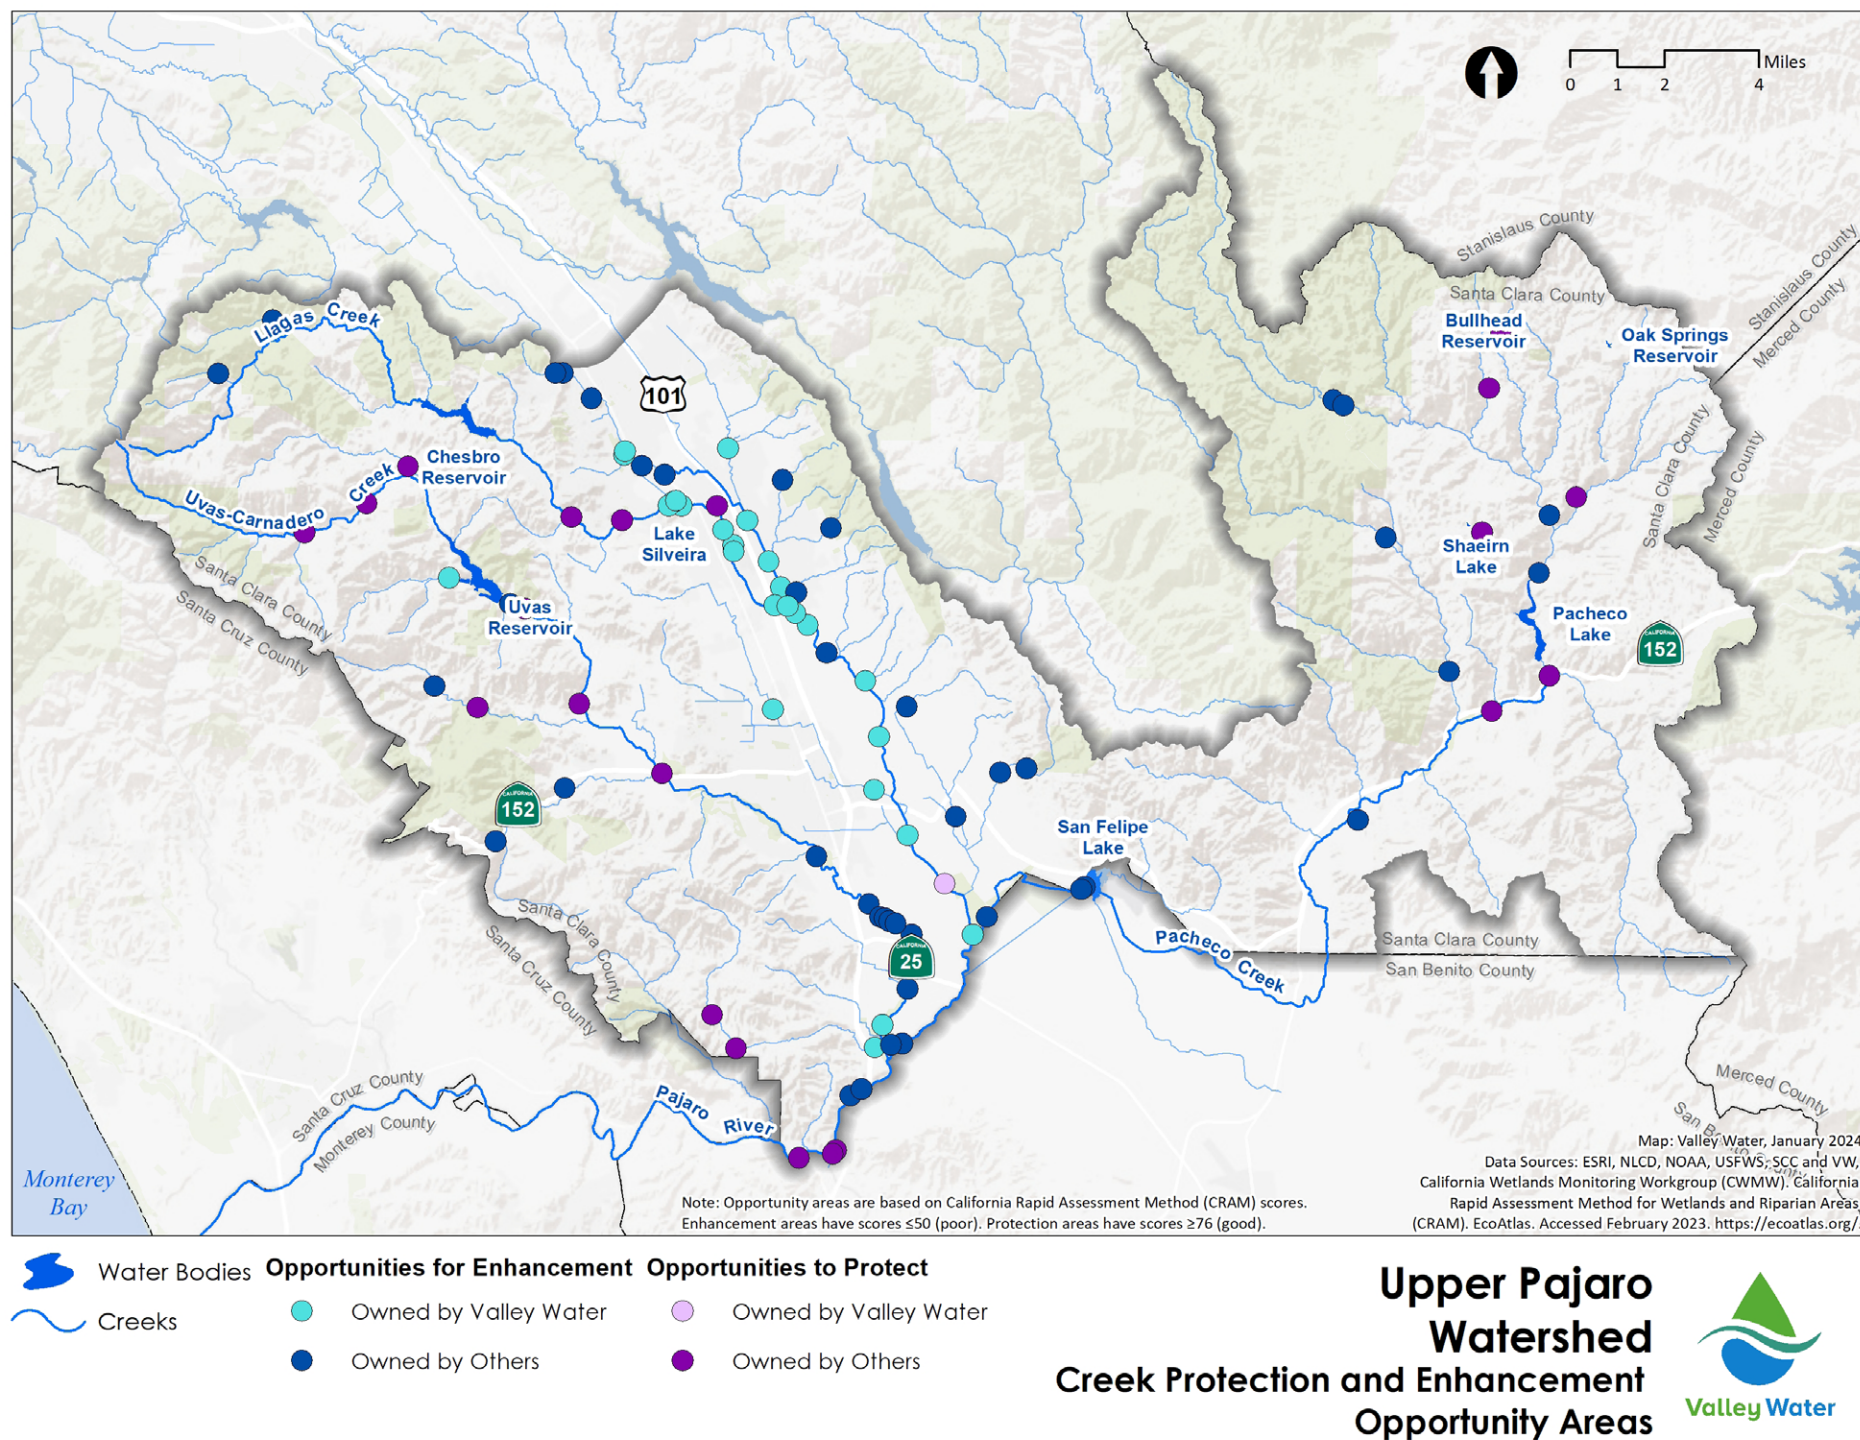 Miles
0 1 2 4
Stanislaus County
Santa Clara County
Stanislaus County
Merced County
Bullhead
Reservoir
Oak Springs
Reservoir
Llagas Creek
101
Chesbro
Reservoir
Uvas-Carnadero Creek
Santa Clara County
Merced County
Lake
Silveira
Shaeirn
Lake
Santa Clara County
Santa Cruz County
Uvas
Reservoir
Pacheco
Lake
CALIFORNIA
152
CALIFORNIA
152
San Felipe
Lake
Santa Clara County
Santa Cruz County
CALIFORNIA
25
Pacheco Creek
Santa Clara County
San Benito County
Santa Cruz County
Monterey County
Pajaro River
Merced County
San Benito County
Monterey
Bay
Map: Valley Water, January 2024
Data Sources: ESRI, NLCD, NOAA, USFWS, SCC and VW,
California Wetlands Monitoring Workgroup (CWMW). California
Rapid Assessment Method for Wetlands and Riparian Areas
(CRAM). EcoAtlas. Accessed February 2023. https://ecoatlas.org/
Note: Opportunity areas are based on California Rapid Assessment Method (CRAM) scores.
Enhancement areas have scores ≤50 (poor). Protection areas have scores ≥76 (good).
Water Bodies
Creeks
Opportunities for Enhancement
Owned by Valley Water
Owned by Others
Opportunities to Protect
Owned by Valley Water
Owned by Others
Upper Pajaro
Watershed
Creek Protection and Enhancement
Opportunity Areas
Valley Water